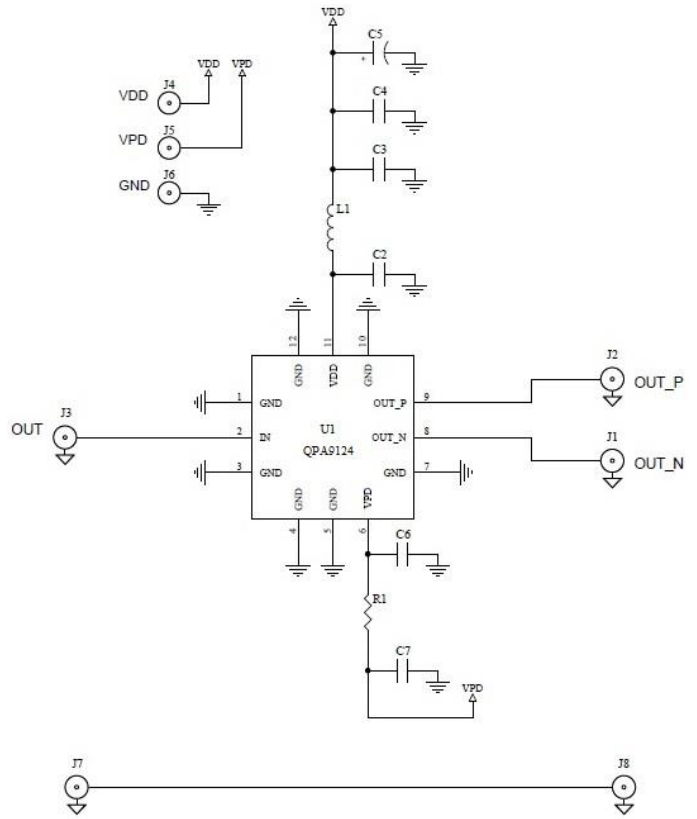 VDD
C5
+
VDD
VPD
J4
VDD
C4
J5
VPD
C3
J6
GND
L1
C2
12
11
10
GND
VDD
GND
J2
1
GND
OUT_P
9
OUT_P
J3
OUT
U1
2
IN
OUT_N
8
J1
QPA9124
OUT_N
3
GND
GND
7
GND
GND
VPD
4
5
6
C6
R1
C7
VPD
J7
J8